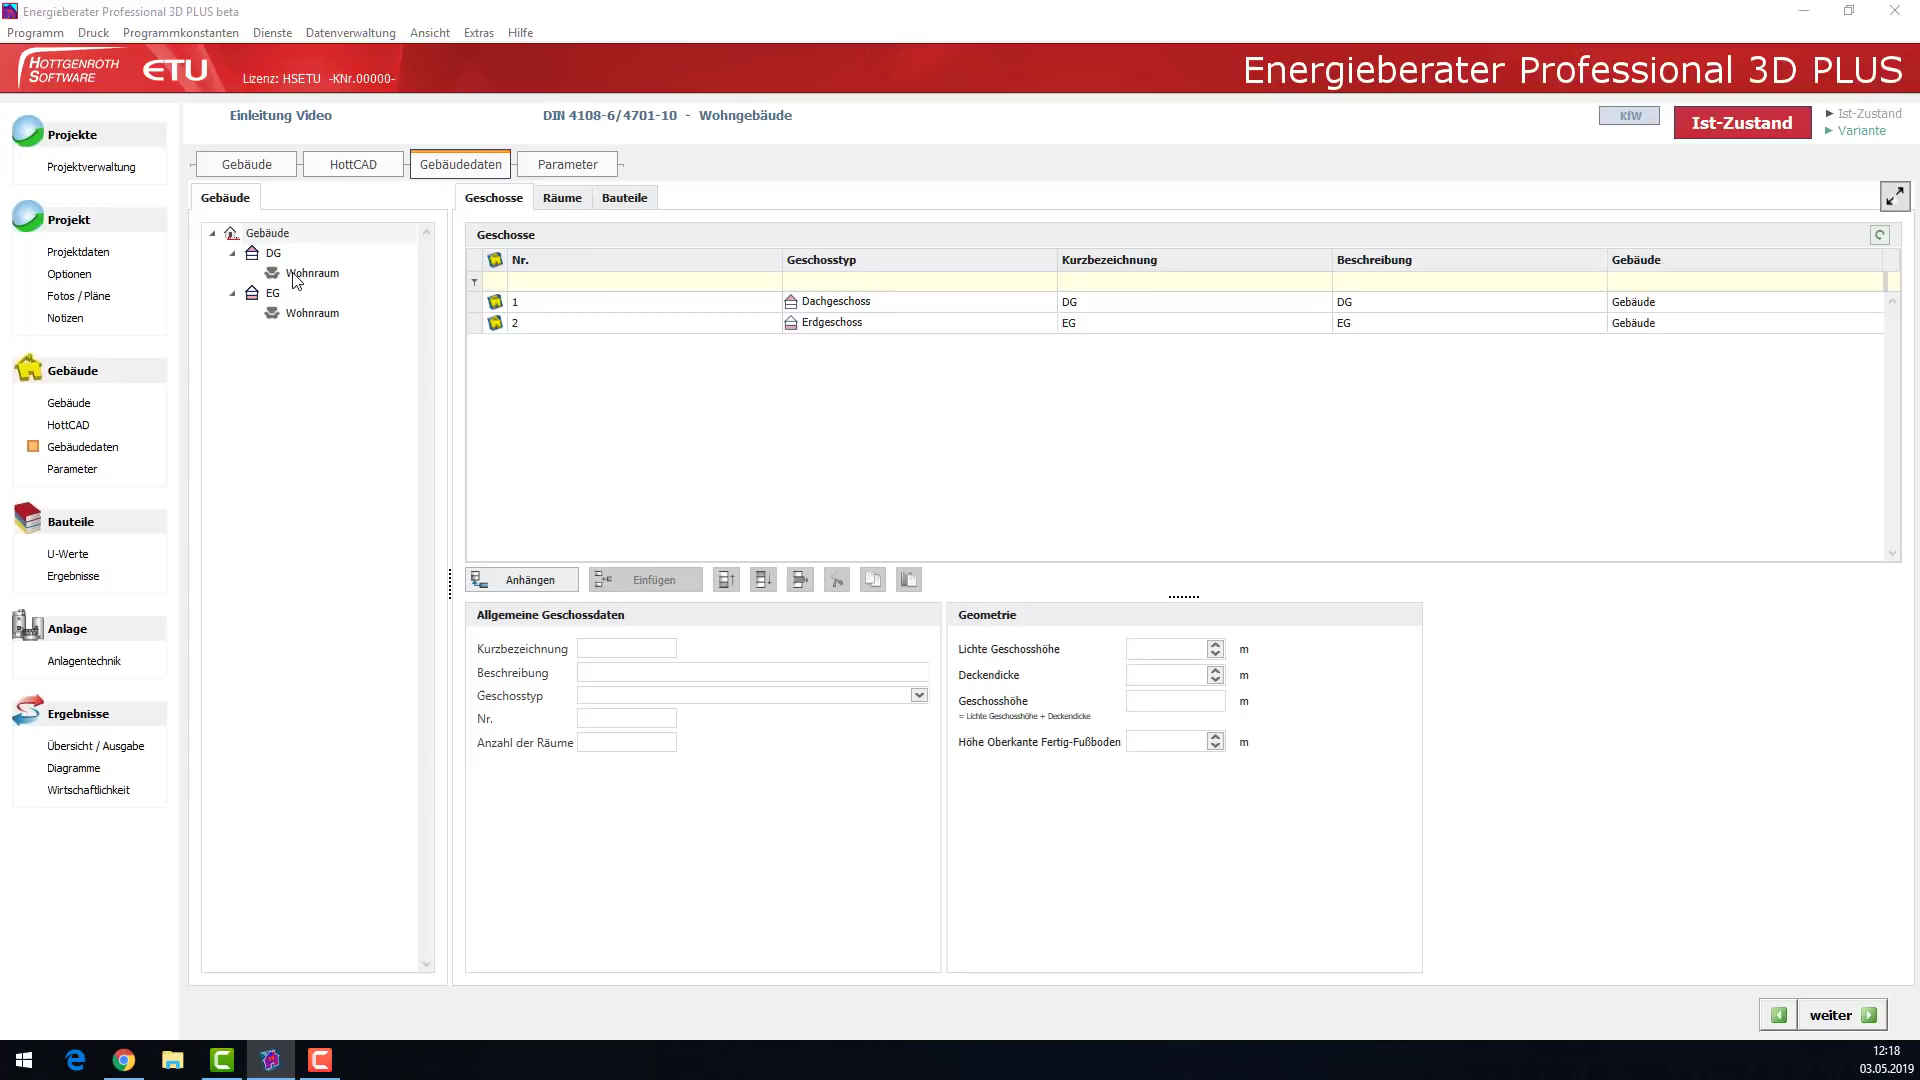 Energieberater Professional 3D PLUS beta
Programm Druck Programmkonstanten Dienste Datenverwaltung Ansicht Extras Hilfe
HOTTGENROTH SOFTWARE ETU Lizenz: HSETU -KNr.00000- Energieberater Professional 3D PLUS
Einleitung Video DIN 4108-6/4701-10 - Wohngebäude KfW Ist-Zustand
Ist-Zustand
Variante
Projekte
Projektverwaltung
Projekt
Projektdaten
Optionen
Fotos / Pläne
Notizen
Gebäude
Gebäude
HottCAD
Gebäudedaten
Parameter
Bauteile
U-Werte
Ergebnisse
Anlage
Anlagentechnik
Ergebnisse
Übersicht / Ausgabe
Diagramme
Wirtschaftlichkeit
Gebäude HottCAD Gebäudedaten Parameter
Gebäude
Gebäude
DG
Wohnraum
EG
Wohnraum
Geschosse Räume Bauteile
Geschosse
Nr. Geschosstyp Kurzbezeichnung Beschreibung Gebäude
1 Dachgeschoss DG DG Gebäude
2 Erdgeschoss EG EG Gebäude
Anhängen Einfügen
Allgemeine Geschossdaten
Kurzbezeichnung
Beschreibung
Geschosstyp
Nr.
Anzahl der Räume
Geometrie
Lichte Geschosshöhe m
Deckendicke m
Geschosshöhe m
= Lichte Geschosshöhe + Deckendicke
Höhe Oberkante Fertig-Fußboden m
weiter
12:18
03.05.2019